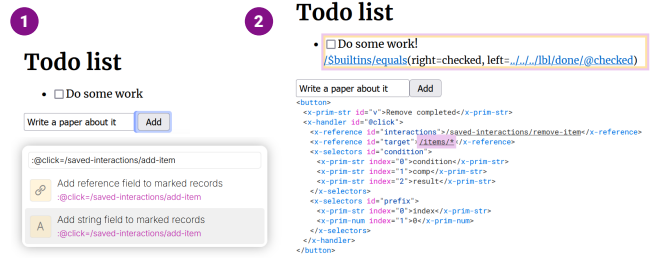 1
Todo list
Do some work
Write a paper about it
Add
:@click=/saved-interactions/add-item
Add reference field to marked records
:@click=/saved-interactions/add-item
A
Add string field to marked records
:@click=/saved-interactions/add-item
2
Todo list
Do some work!
/$builtins/equals(right=checked, left=../../../lbl/done/@checked)
Write a paper about it
Add
<button>
<x-prim-str id="v">Remove completed</x-prim-str>
<x-handler id="@click">
<x-reference id="interactions">/saved-interactions/remove-item</x-reference>
<x-reference id="target">/items/*</x-reference>
<x-selectors id="condition">
<x-prim-str index="0">condition</x-prim-str>
<x-prim-str index="1">comp</x-prim-str>
<x-prim-str index="2">result</x-prim-str>
</x-selectors>
<x-selectors id="prefix">
<x-prim-str index="0">index</x-prim-str>
<x-prim-num index="1">0</x-prim-num>
</x-selectors>
</x-handler>
</button>